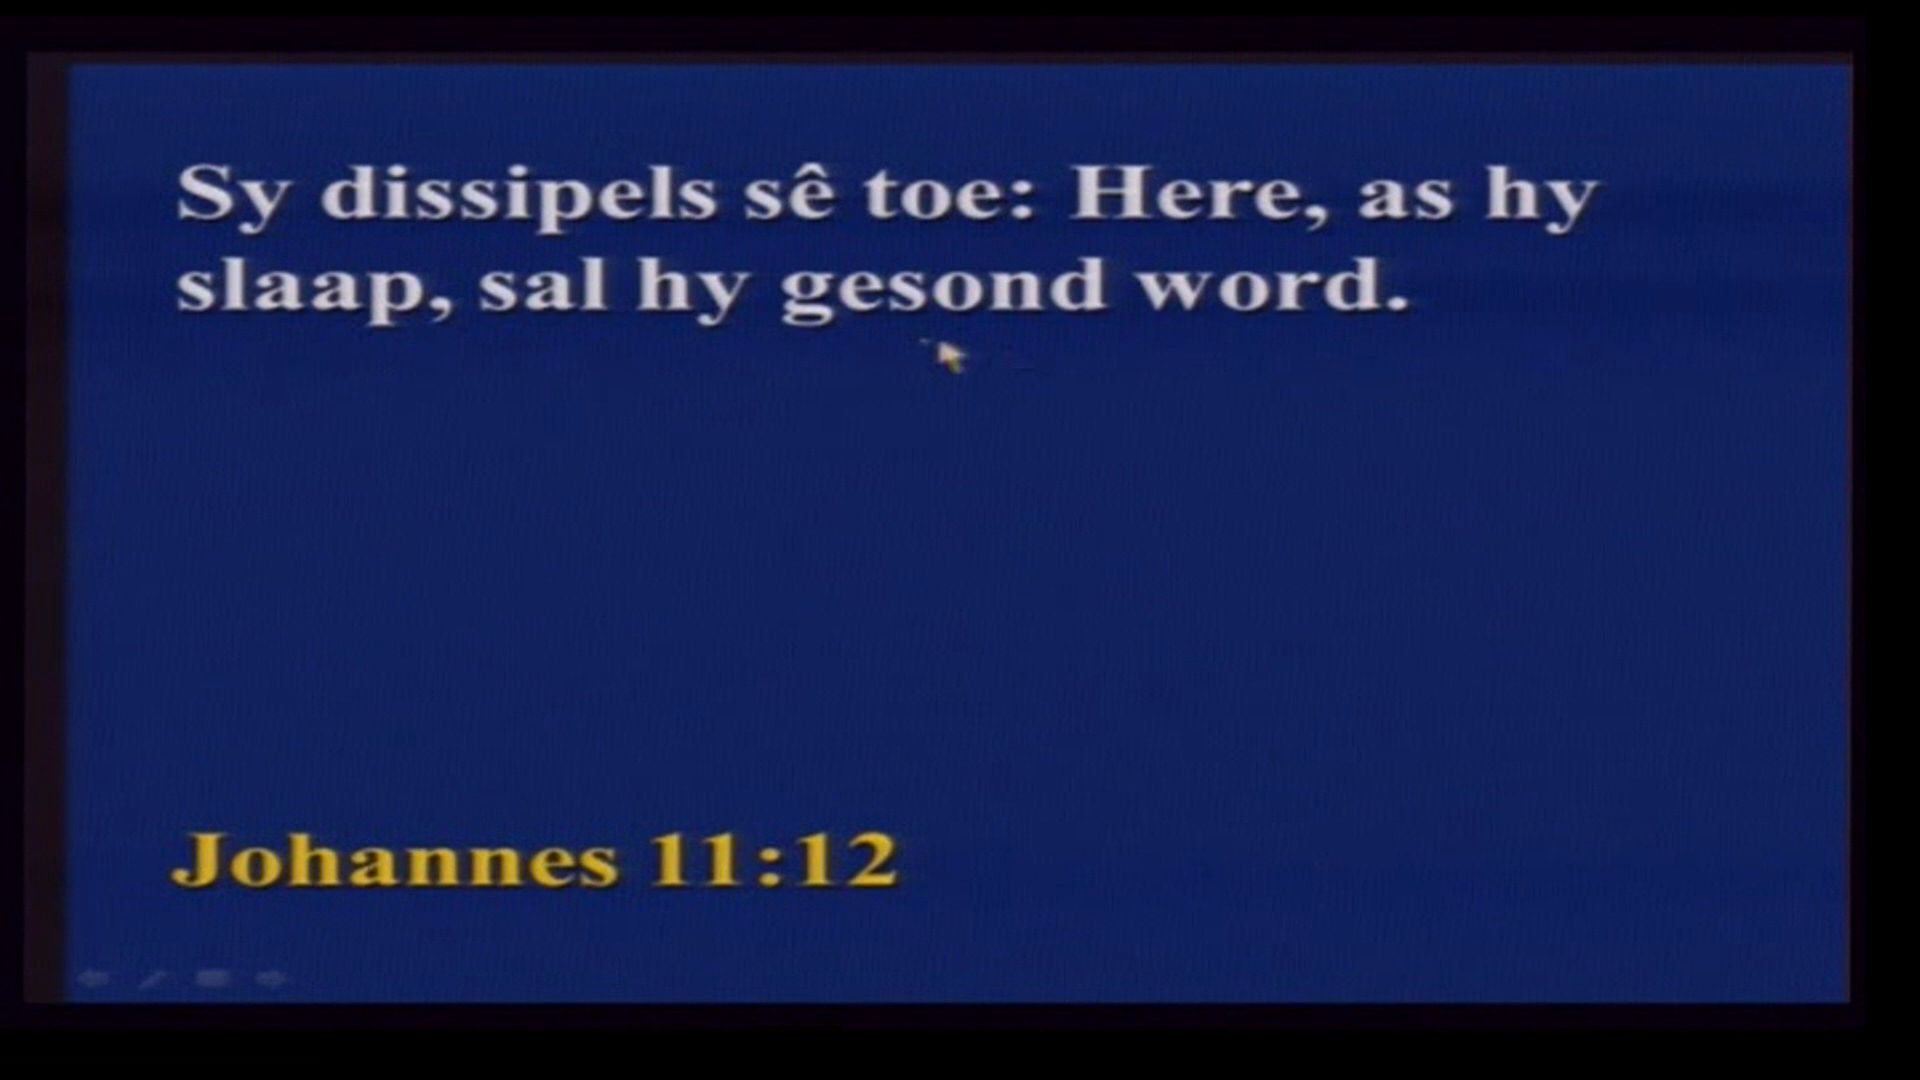 Sy dissipels sê toe: Here, as hy
slaap, sal hy gesond word.
Johannes 11:12